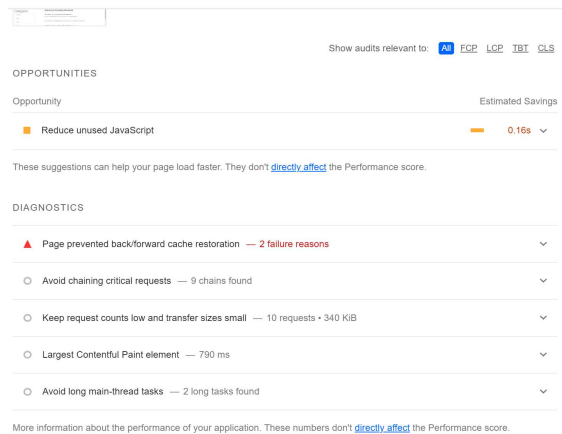 Show audits relevant to: All FCP LCP TBT CLS
OPPORTUNITIES
Opportunity Estimated Savings
Reduce unused JavaScript 0.16s
These suggestions can help your page load faster. They don't directly affect the Performance score.
DIAGNOSTICS
Page prevented back/forward cache restoration — 2 failure reasons
Avoid chaining critical requests — 9 chains found
Keep request counts low and transfer sizes small — 10 requests • 340 KiB
Largest Contentful Paint element — 790 ms
Avoid long main-thread tasks — 2 long tasks found
More information about the performance of your application. These numbers don't directly affect the Performance score.